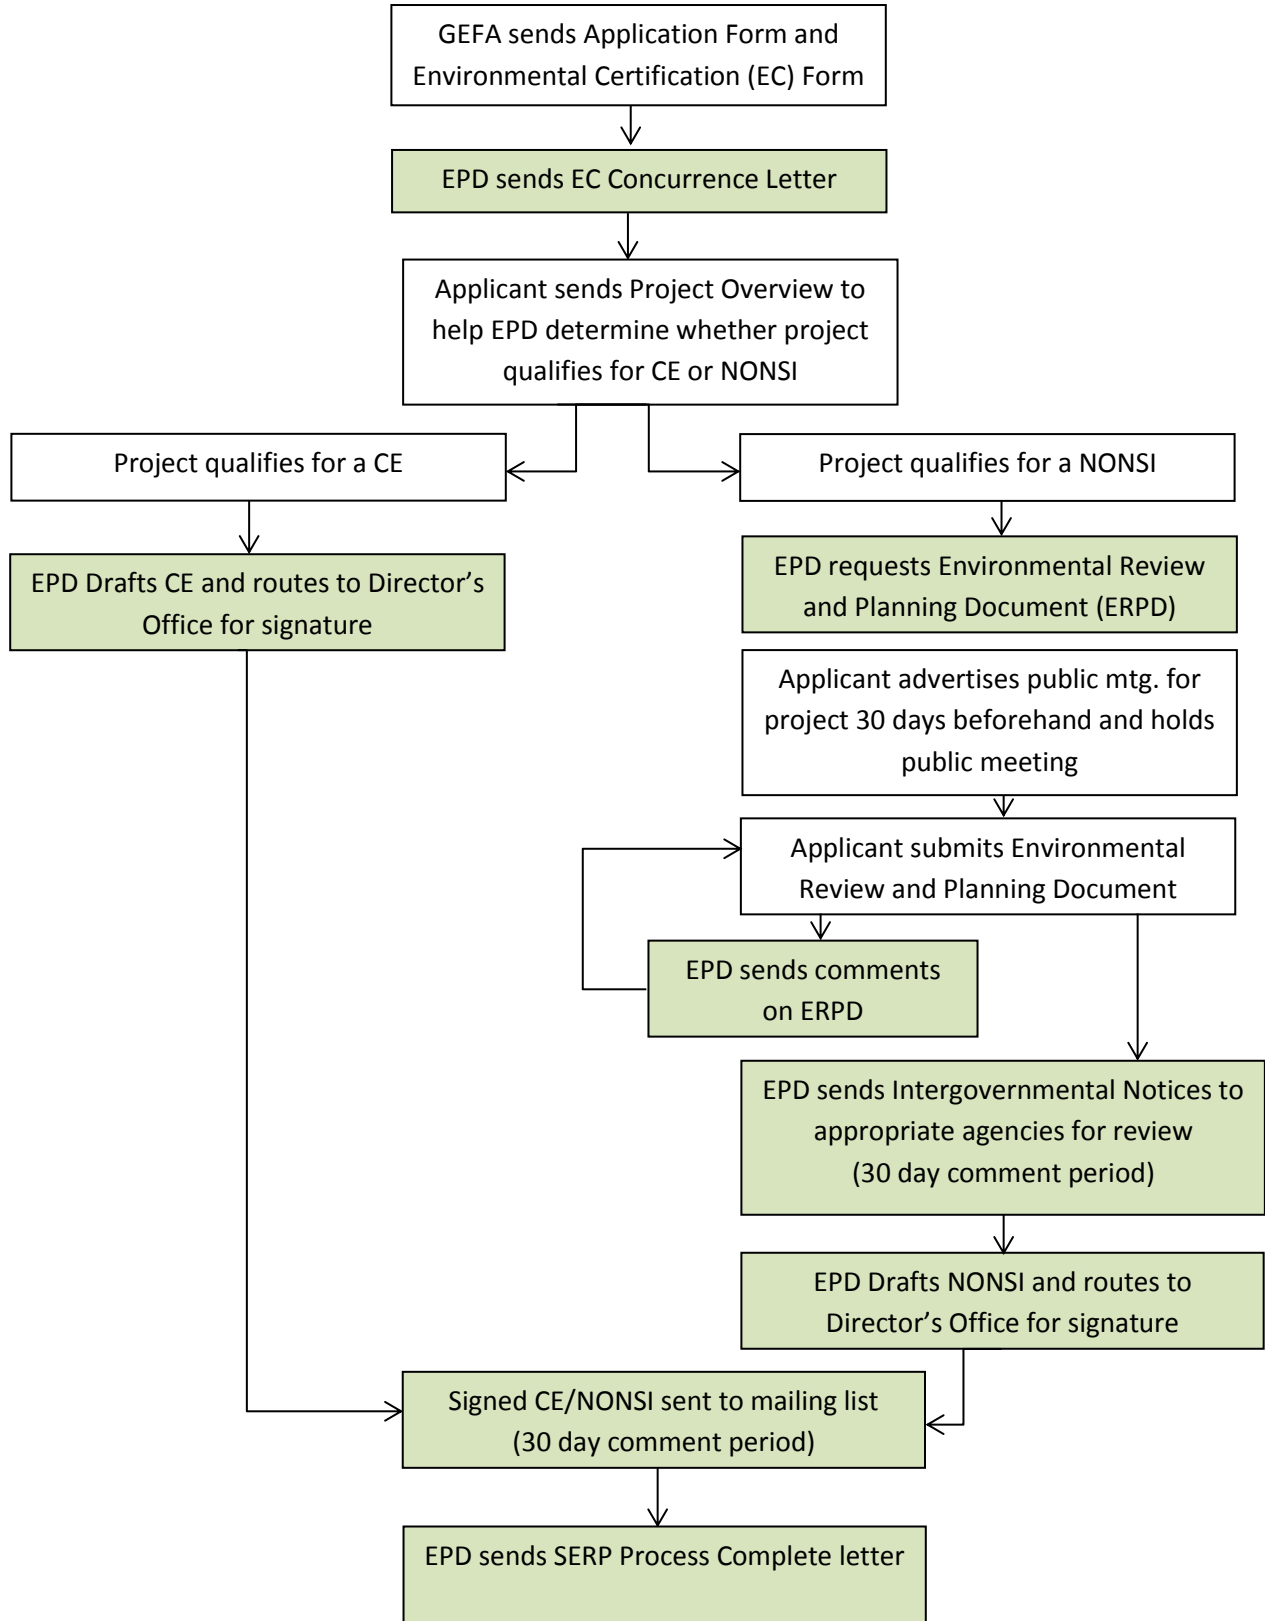 GEFA sends Application Form and
Environmental Certification (EC) Form
EPD sends EC Concurrence Letter
Applicant sends Project Overview to
help EPD determine whether project
qualifies for CE or NONSI
Project qualifies for a CE
Project qualifies for a NONSI
EPD Drafts CE and routes to Director’s
Office for signature
EPD requests Environmental Review
and Planning Document (ERPD)
Applicant advertises public mtg. for
project 30 days beforehand and holds
public meeting
Applicant submits Environmental
Review and Planning Document
EPD sends comments
on ERPD
EPD sends Intergovernmental Notices to
appropriate agencies for review
(30 day comment period)
EPD Drafts NONSI and routes to
Director’s Office for signature
Signed CE/NONSI sent to mailing list
(30 day comment period)
EPD sends SERP Process Complete letter